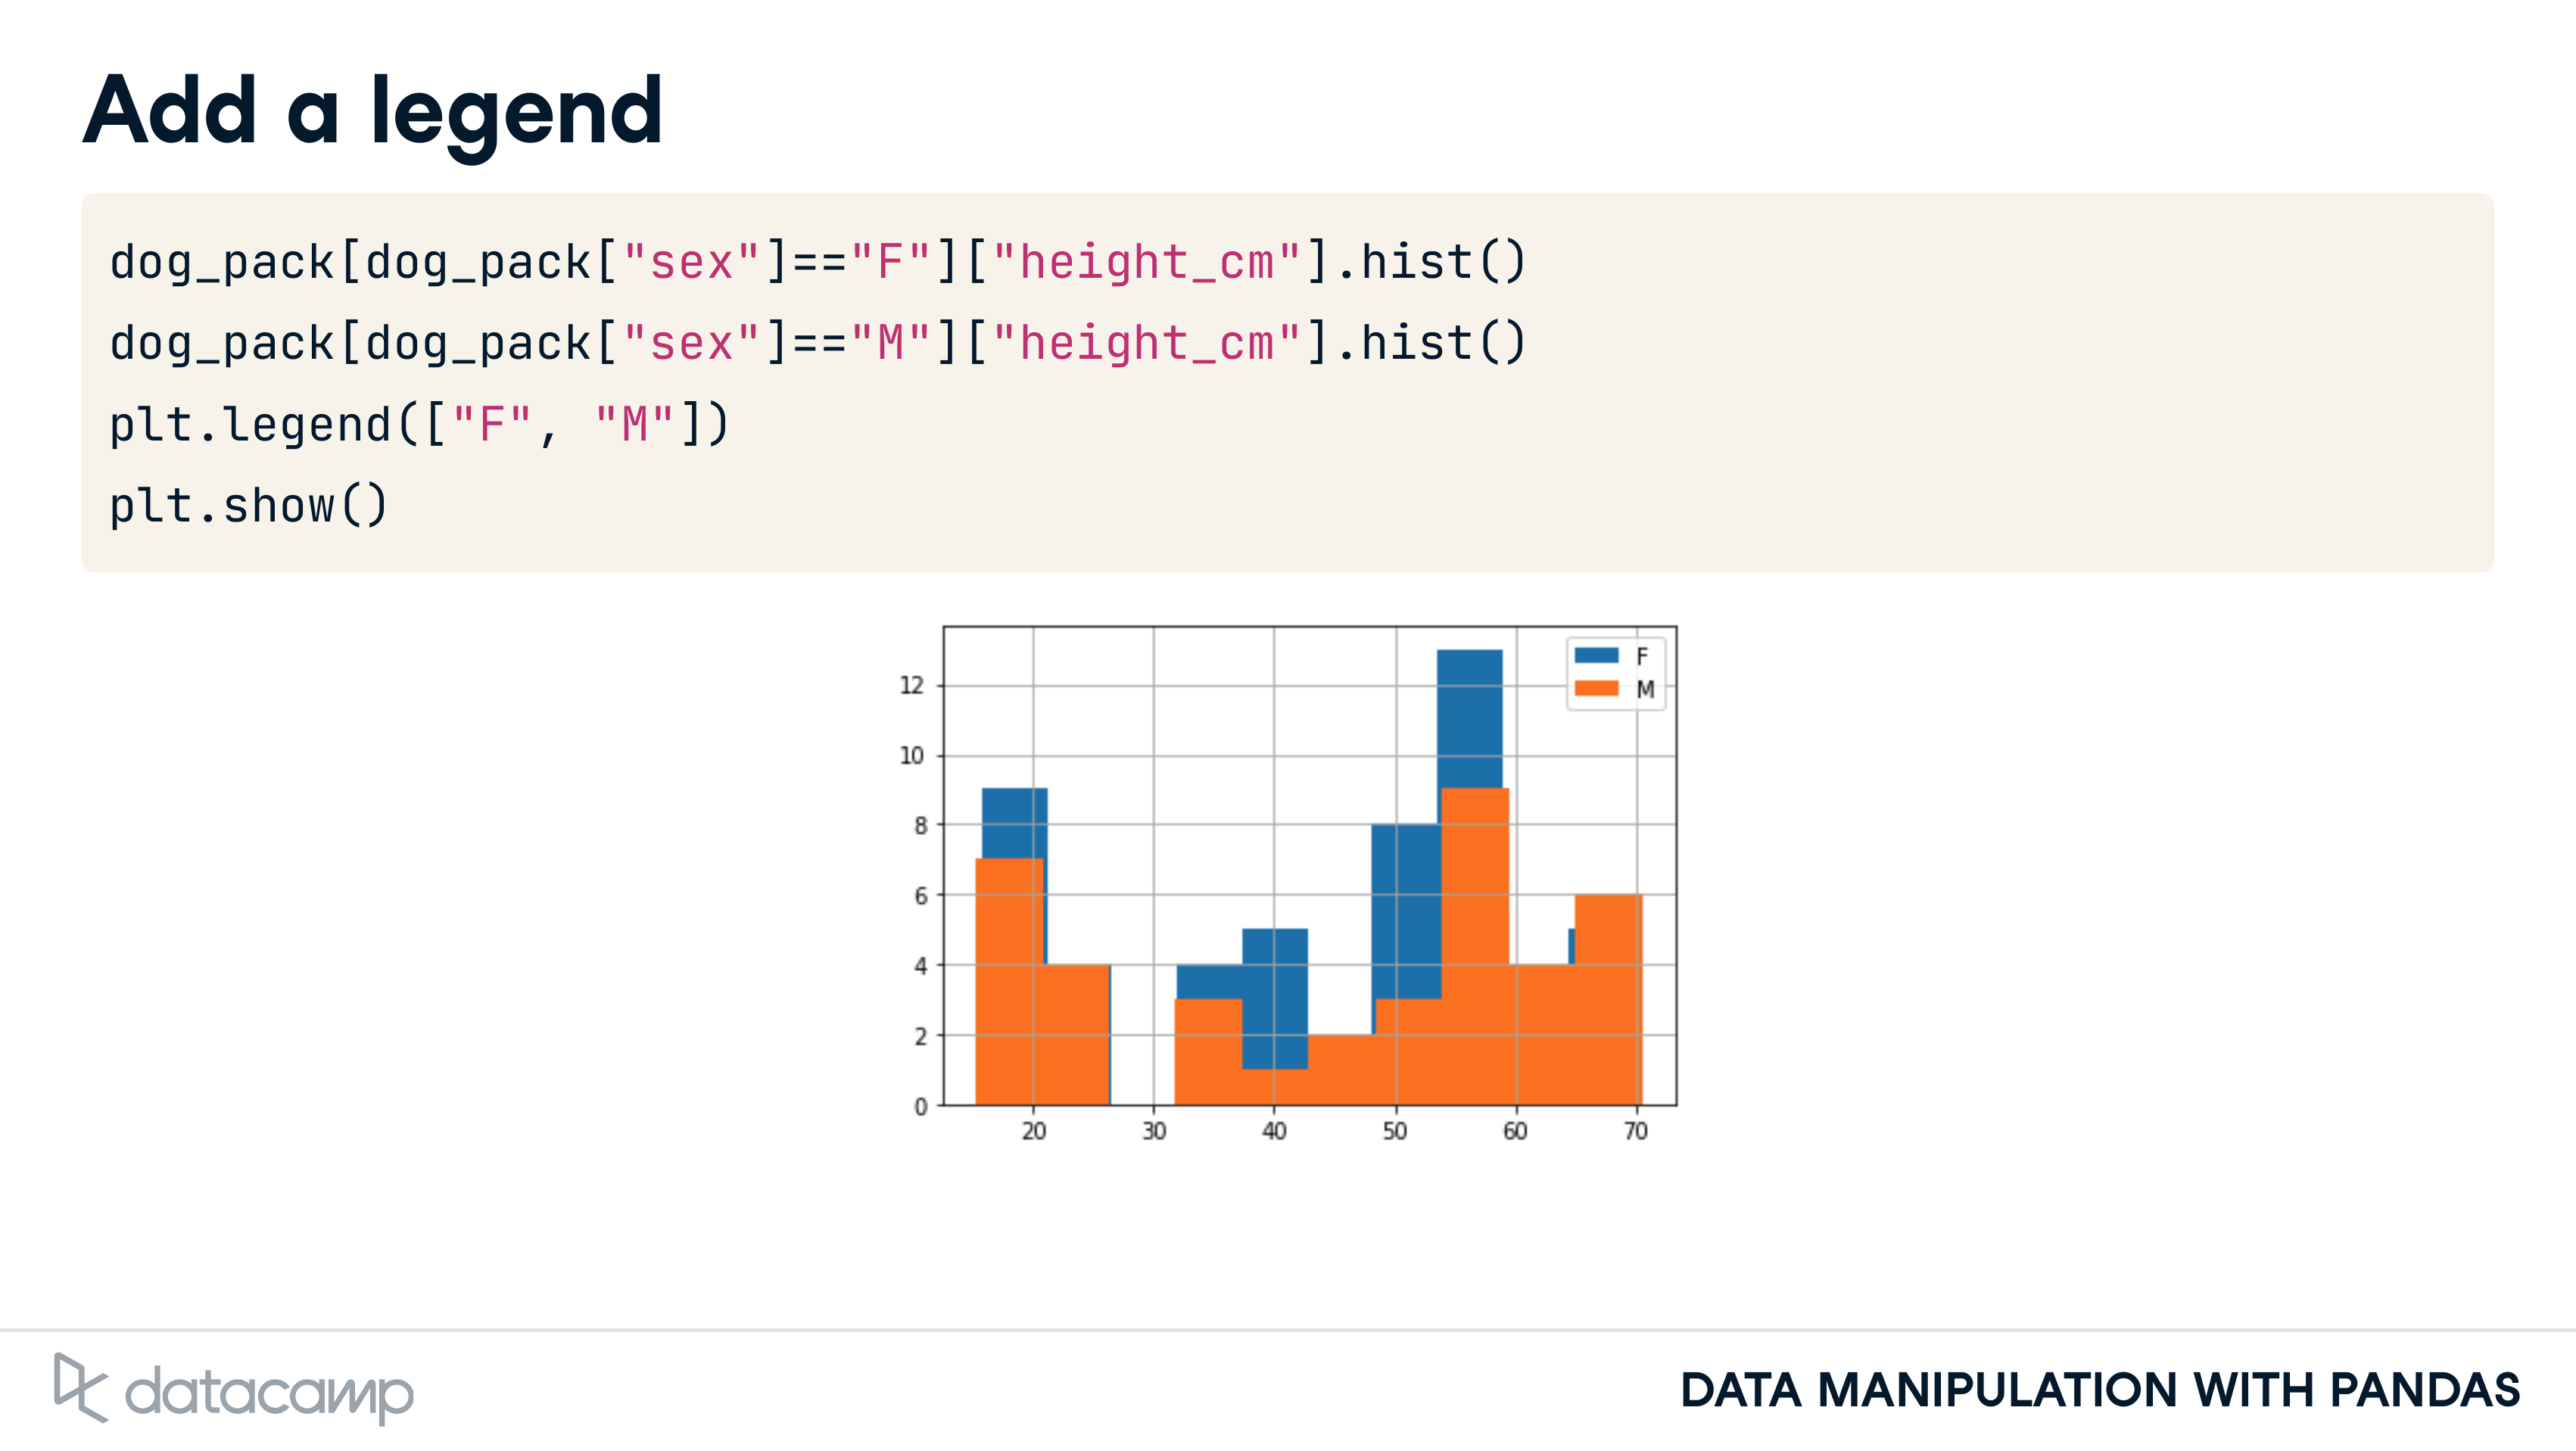 Add a legend
dog_pack[dog_pack["sex"]=="F"]["height_cm"].hist()
dog_pack[dog_pack["sex"]=="M"]["height_cm"].hist()
plt.legend(["F", "M"])
plt.show()
F
M
12
10
8
6
4
2
0
20 30 40 50 60 70
datacamp
DATA MANIPULATION WITH PANDAS